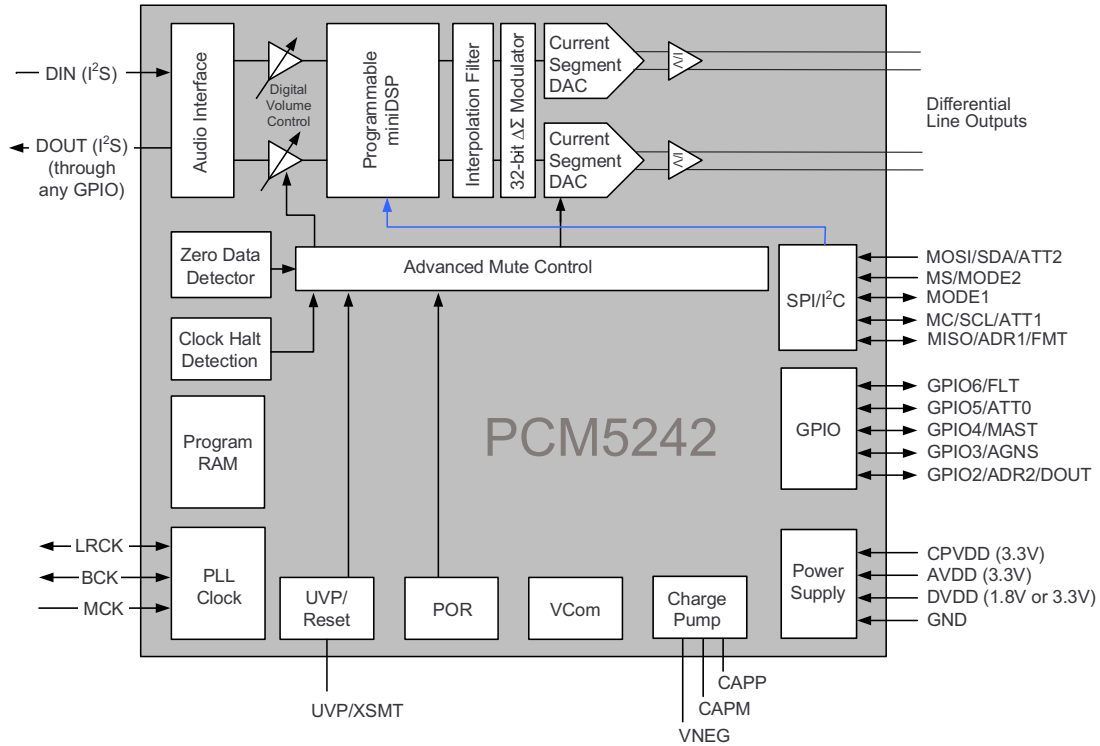 DIN (I²S)
DOUT (I²S)
(through
any GPIO)
Audio Interface
Digital
Volume
Control
Programmable
miniDSP
Interpolation Filter
32-bit ΔΣ Modulator
Current
Segment
DAC
I/V
Current
Segment
DAC
I/V
Differential
Line Outputs
Zero Data
Detector
Advanced Mute Control
Clock Halt
Detection
SPI/I²C
MOSI/SDA/ATT2
MS/MODE2
MODE1
MC/SCL/ATT1
MISO/ADR1/FMT
Program
RAM
PCM5242
GPIO
GPIO6/FLT
GPIO5/ATT0
GPIO4/MAST
GPIO3/AGNS
GPIO2/ADR2/DOUT
LRCK
BCK
MCK
PLL
Clock
UVP/
Reset
POR
VCom
Charge
Pump
Power
Supply
CPVDD (3.3V)
AVDD (3.3V)
DVDD (1.8V or 3.3V)
GND
UVP/XSMT
CAPP
CAPM
VNEG